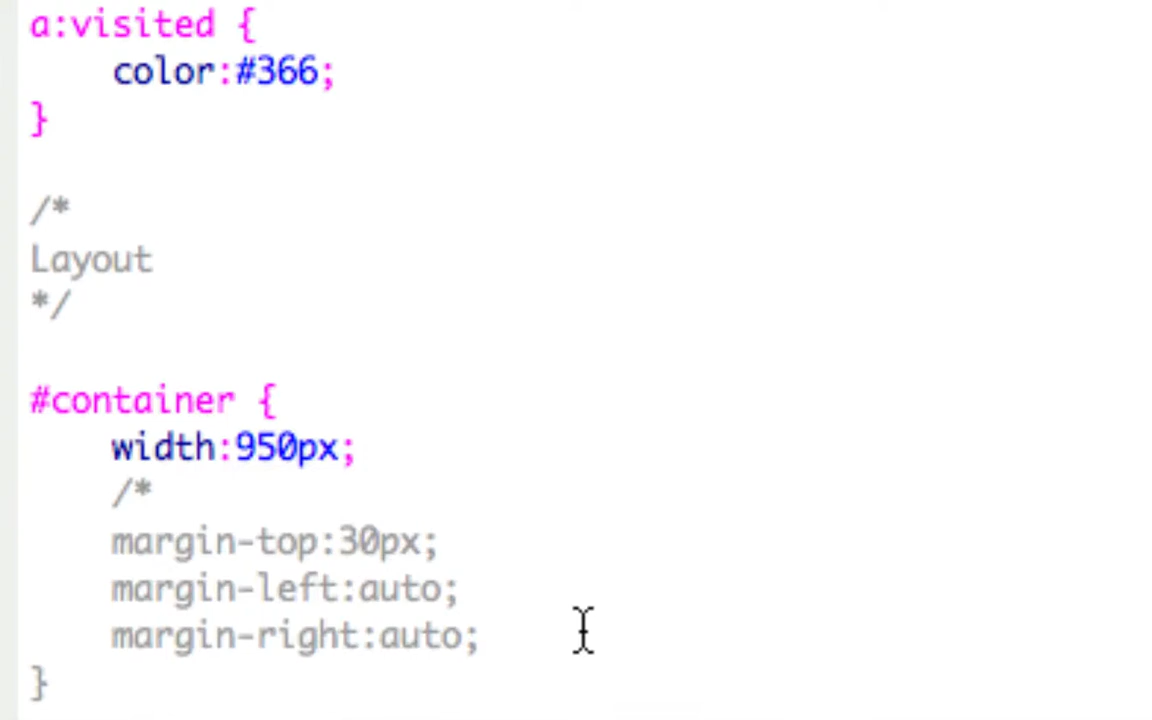 a:visited {
    color:#366;
}

/*
Layout
*/

#container {
    width:950px;
    /*
    margin-top:30px;
    margin-left:auto;
    margin-right:auto;
}